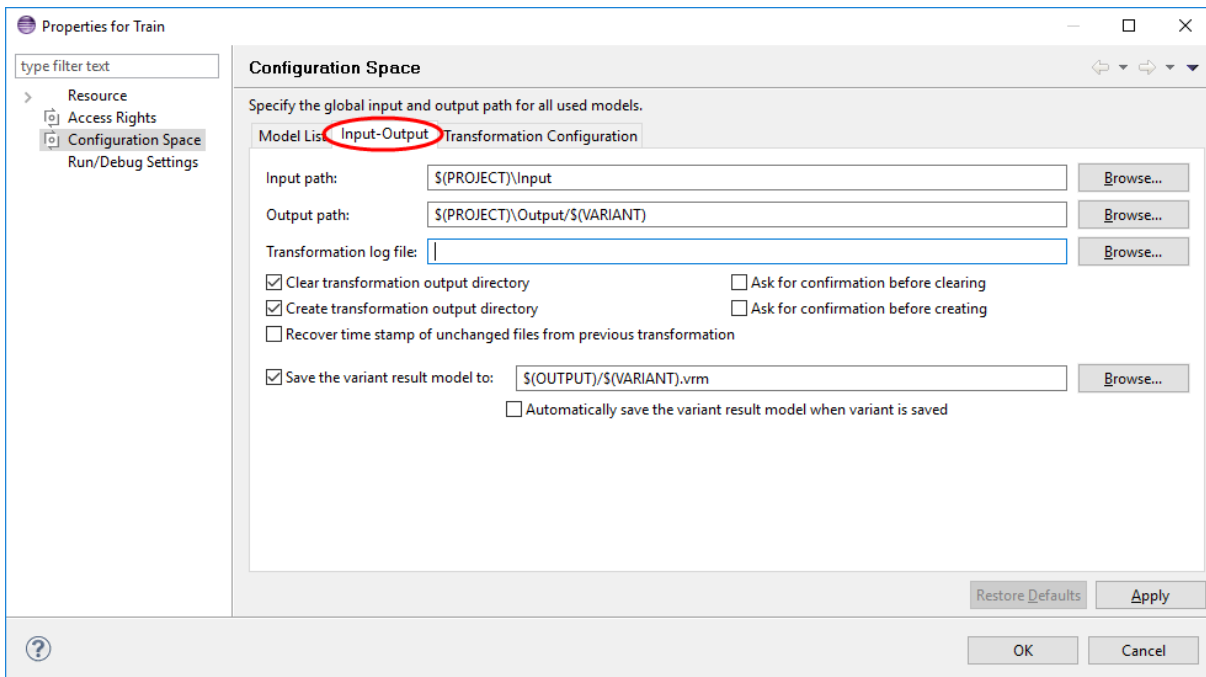 Properties for Train
type filter text
Resource
Access Rights
Configuration Space
Run/Debug Settings
Configuration Space
Specify the global input and output path for all used models.
Model List Input-Output Transformation Configuration
Input path: $(PROJECT)\Input Browse...
Output path: $(PROJECT)\Output/$(VARIANT) Browse...
Transformation log file: Browse...
Clear transformation output directory Ask for confirmation before clearing
Create transformation output directory Ask for confirmation before creating
Recover time stamp of unchanged files from previous transformation
Save the variant result model to: $(OUTPUT)/$(VARIANT).vrm Browse...
Automatically save the variant result model when variant is saved
Restore Defaults Apply
? OK Cancel